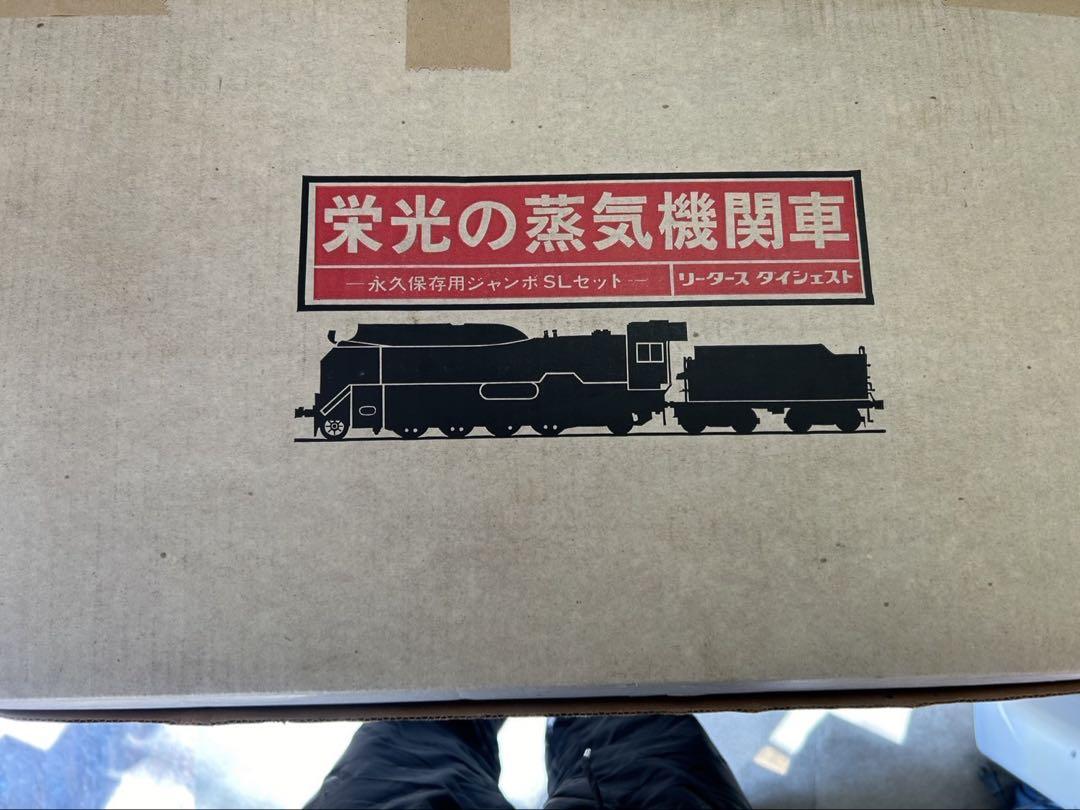 栄光の蒸気機関車
―永久保存用ジャンボSLセット―
リーダース ダイジェスト